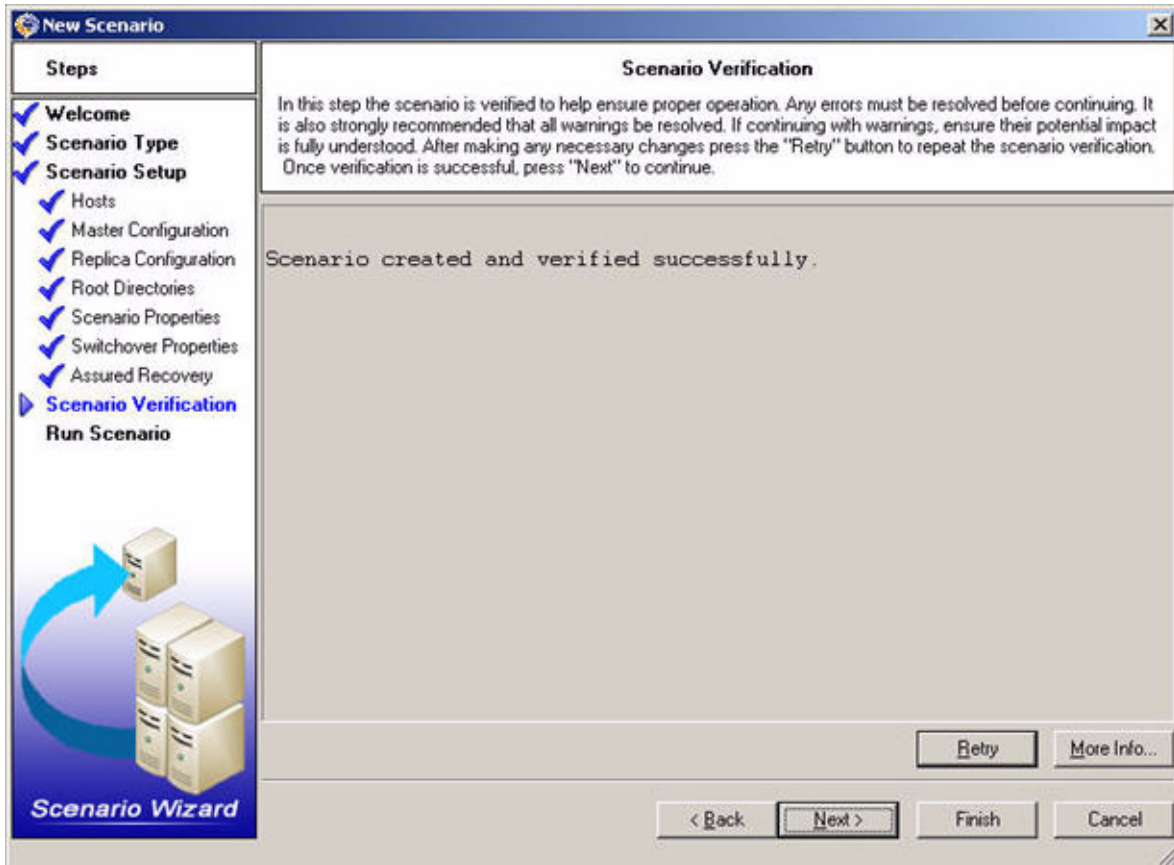 New Scenario
Steps
Welcome
Scenario Type
Scenario Setup
Hosts
Master Configuration
Replica Configuration
Root Directories
Scenario Properties
Switchover Properties
Assured Recovery
Scenario Verification
Run Scenario
Scenario Wizard
Scenario Verification
In this step the scenario is verified to help ensure proper operation. Any errors must be resolved before continuing. It
is also strongly recommended that all warnings be resolved. If continuing with warnings, ensure their potential impact
is fully understood. After making any necessary changes press the "Retry" button to repeat the scenario verification.
Once verification is successful, press "Next" to continue.
Scenario created and verified successfully.
Retry
More Info...
< Back
Next >
Finish
Cancel